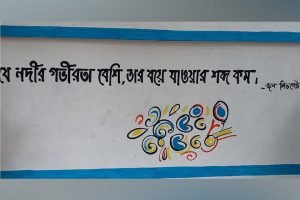 যে নদীর গভীরতা বেশি, তার বয়ে যাওয়ার শব্দ কম।